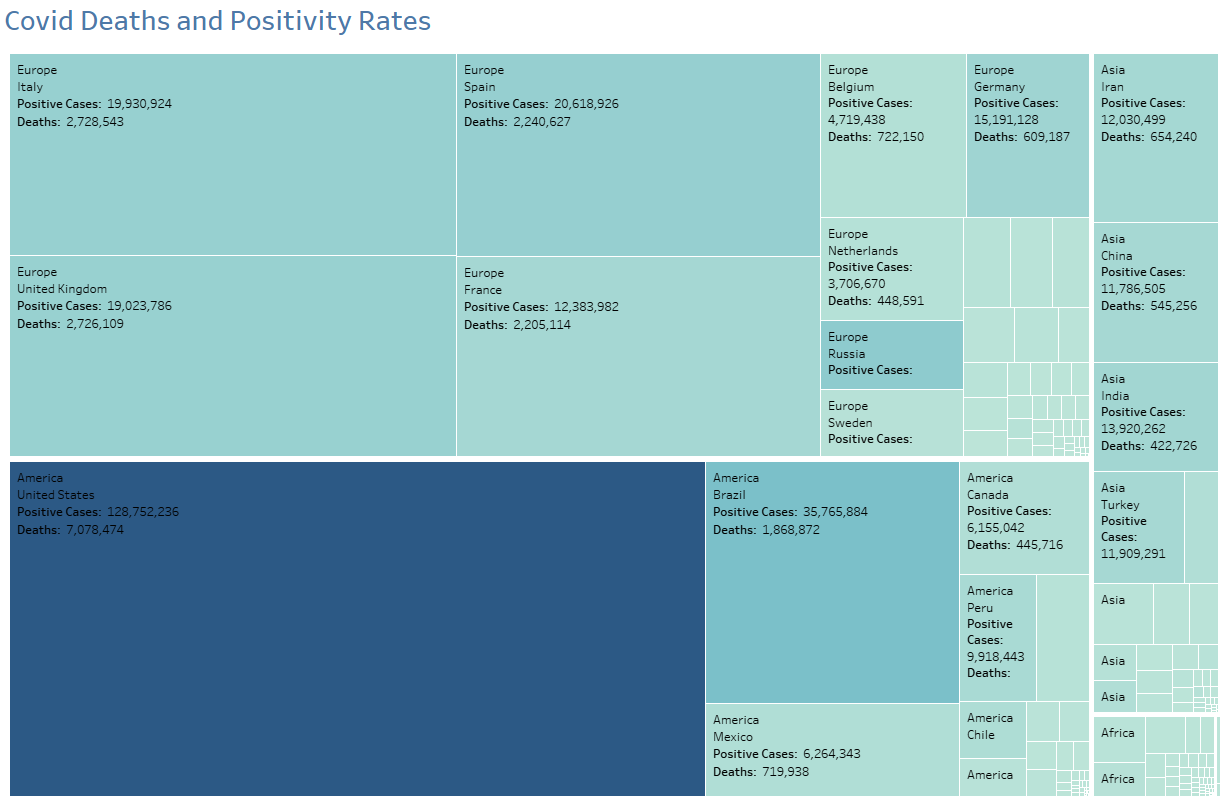 Covid Deaths and Positivity Rates
Europe
Italy
Positive Cases: 19,930,924
Deaths: 2,728,543
Europe
Spain
Positive Cases: 20,618,926
Deaths: 2,240,627
Europe
Belgium
Positive Cases:
4,719,438
Deaths: 722,150
Europe
Germany
Positive Cases:
15,191,128
Deaths: 609,187
Asia
Iran
Positive Cases:
12,030,499
Deaths: 654,240
Europe
United Kingdom
Positive Cases: 19,023,786
Deaths: 2,726,109
Europe
France
Positive Cases: 12,383,982
Deaths: 2,205,114
Europe
Netherlands
Positive Cases:
3,706,670
Deaths: 448,591
Europe
Russia
Positive Cases:
Europe
Sweden
Positive Cases:
Asia
China
Positive Cases:
11,786,505
Deaths: 545,256
Asia
India
Positive Cases:
13,920,262
Deaths: 422,726
America
United States
Positive Cases: 128,752,236
Deaths: 7,078,474
America
Brazil
Positive Cases: 35,765,884
Deaths: 1,868,872
America
Canada
Positive Cases:
6,155,042
Deaths: 445,716
Asia
Turkey
Positive
Cases:
11,909,291
America
Peru
Positive
Cases:
9,918,443
Deaths:
Asia
Asia
Asia
America
Mexico
Positive Cases: 6,264,343
Deaths: 719,938
America
Chile
America
Africa
Africa